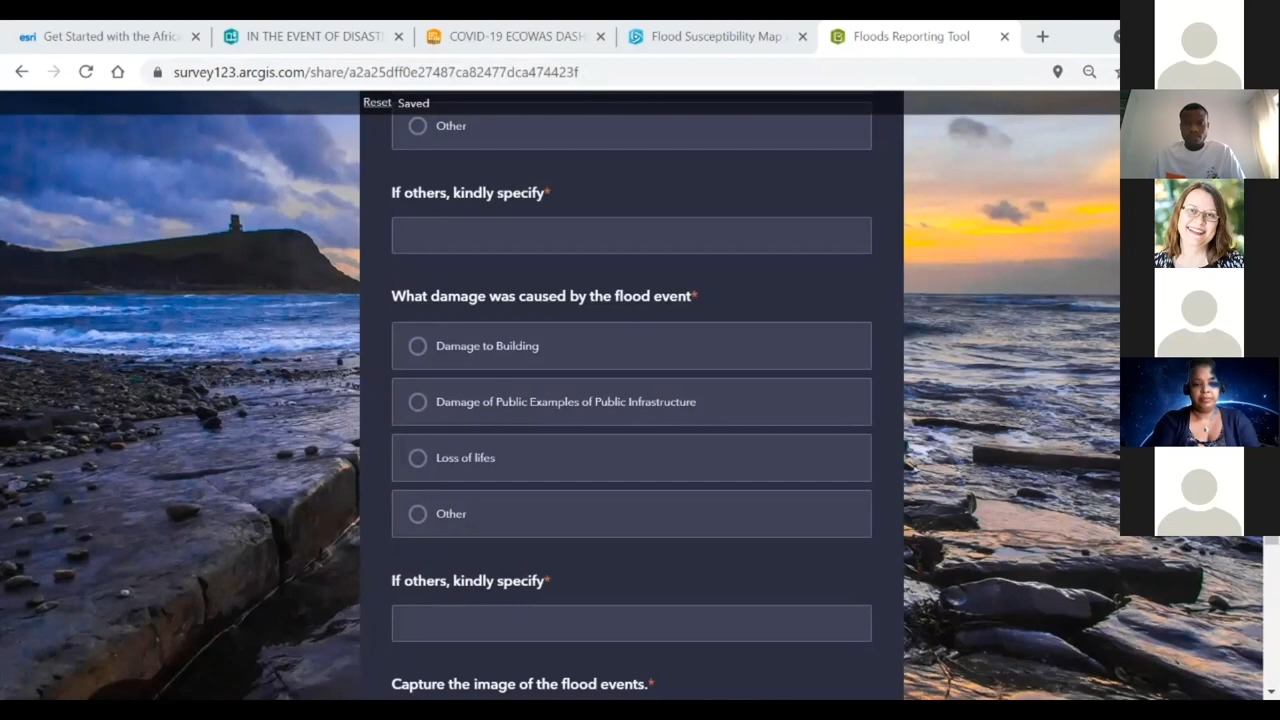 esri Get Started with the Afric
IN THE EVENT OF DISAST
COVID-19 ECOWAS DASH
Flood Susceptibility Map
Floods Reporting Tool
survey123.arcgis.com/share/a2a25dff0e27487ca82477dca474423f
Reset Saved
Other
If others, kindly specify*
What damage was caused by the flood event*
Damage to Building
Damage of Public Examples of Public Infrastructure
Loss of lifes
Other
If others, kindly specify*
Capture the image of the flood events.*